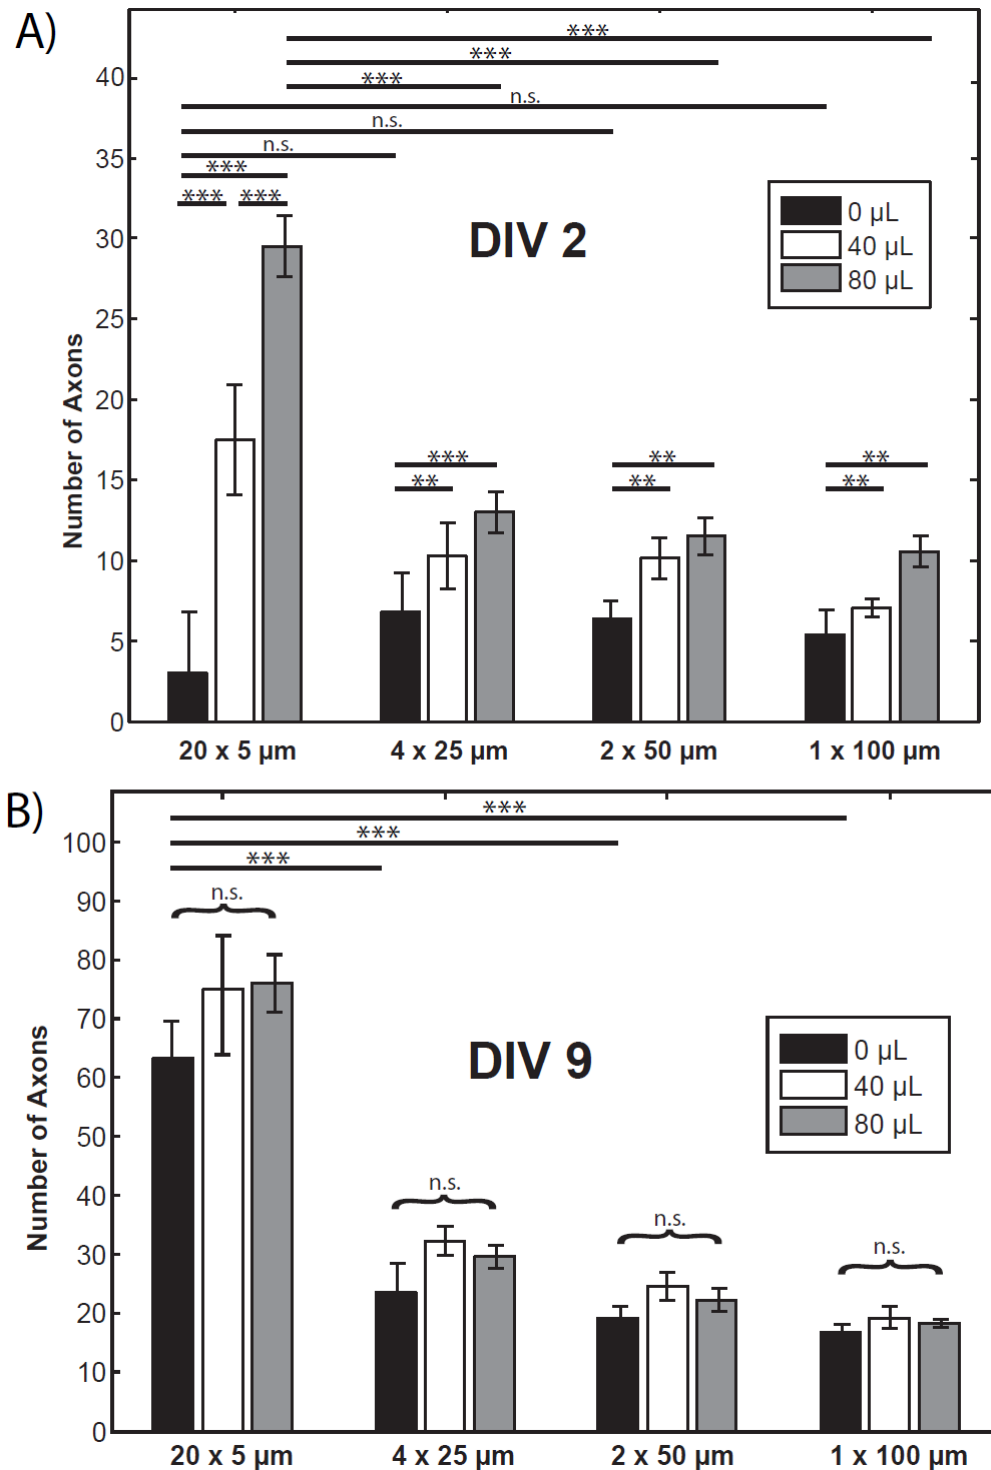 A)
***
***
***
n.s.
n.s.
n.s.
***
*** ***
40
35
30
25
20
15
10
5
0
Number of Axons
DIV 2
0 µL
40 µL
80 µL
***
**
**
**
**
**
20 x 5 µm 4 x 25 µm 2 x 50 µm 1 x 100 µm
B)
***
***
***
n.s.
100
90
80
70
60
50
40
30
20
10
0
Number of Axons
DIV 9
0 µL
40 µL
80 µL
n.s.
n.s.
n.s.
20 x 5 µm 4 x 25 µm 2 x 50 µm 1 x 100 µm